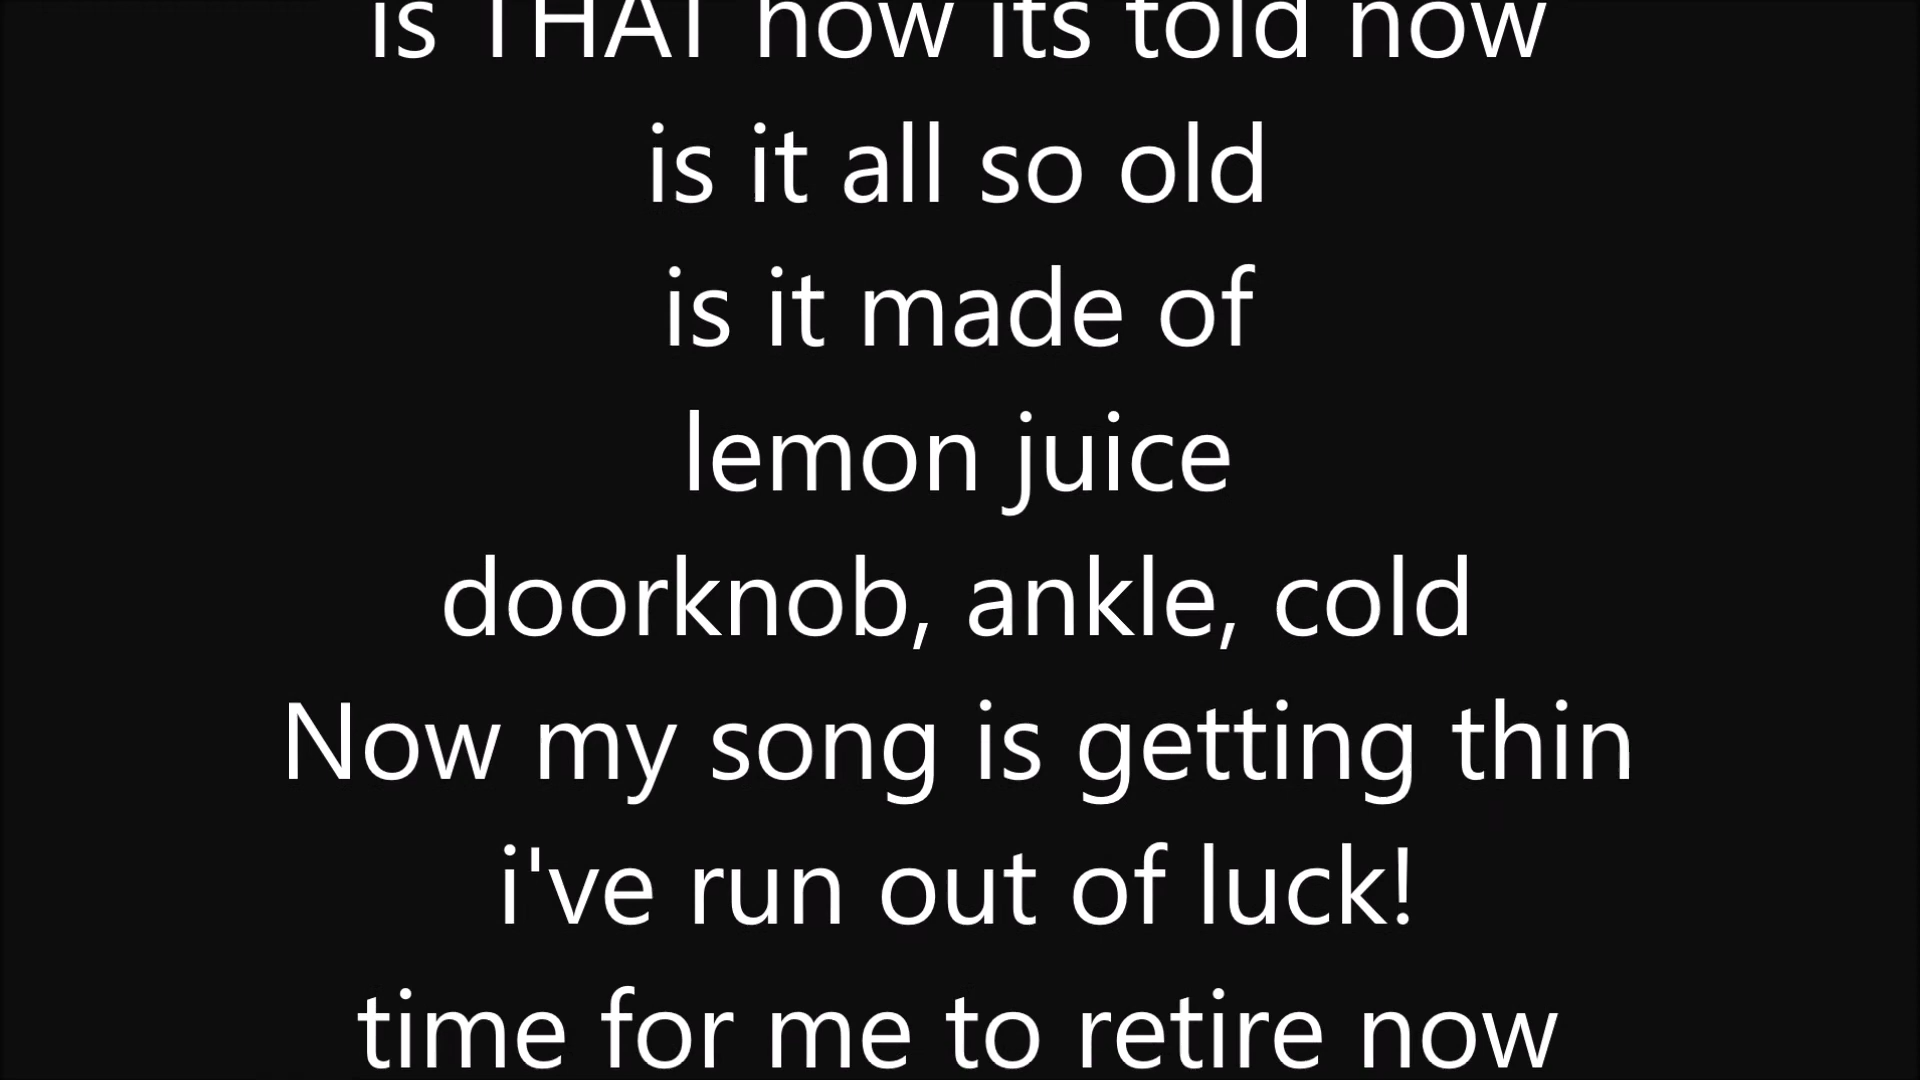 is THAT how its told now
is it all so old
is it made of
lemon juice
doorknob, ankle, cold
Now my song is getting thin
i've run out of luck!
time for me to retire now